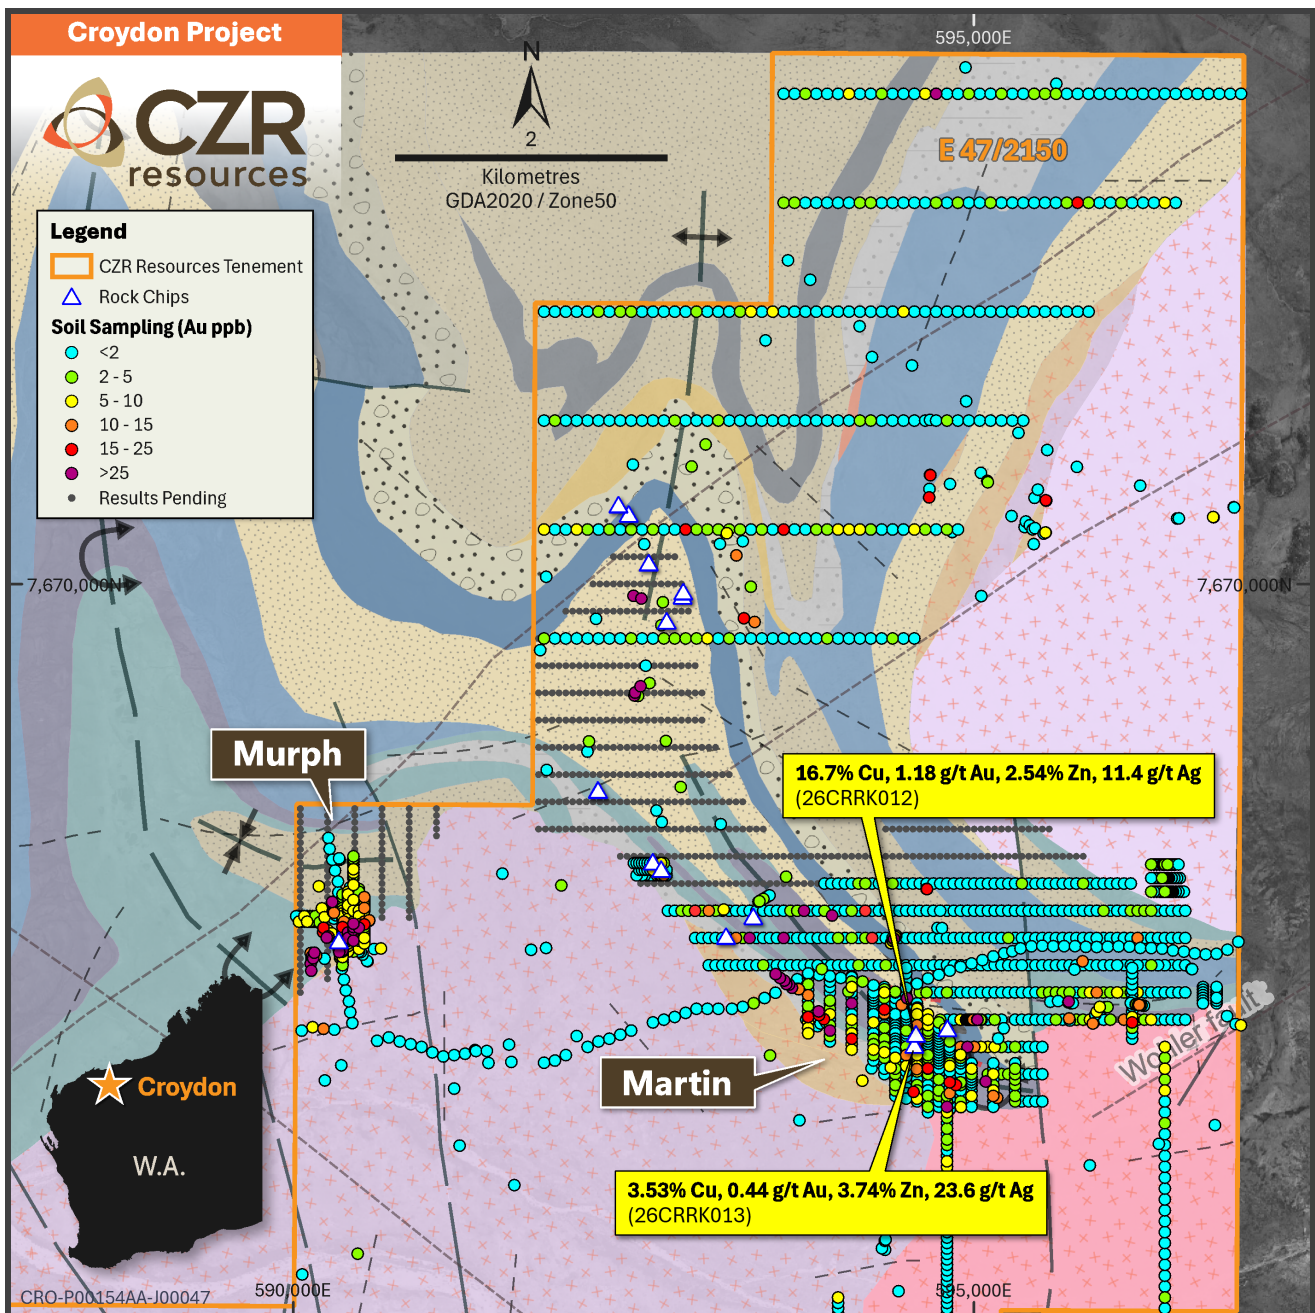 Croydon Project
CZR
resources
N
2
Kilometres
GDA2020 / Zone50
595,000E
E 47/2150
Legend
CZR Resources Tenement
Rock Chips
Soil Sampling (Au ppb)
<2
2 - 5
5 - 10
10 - 15
15 - 25
>25
Results Pending
7,670,000N
7,670,000N
Murph
16.7% Cu, 1.18 g/t Au, 2.54% Zn, 11.4 g/t Ag
(26CRRK012)
Wohler fault
Martin
Croydon
W.A.
3.53% Cu, 0.44 g/t Au, 3.74% Zn, 23.6 g/t Ag
(26CRRK013)
590,000E
595,000E
CRO-P00154AA-J00047